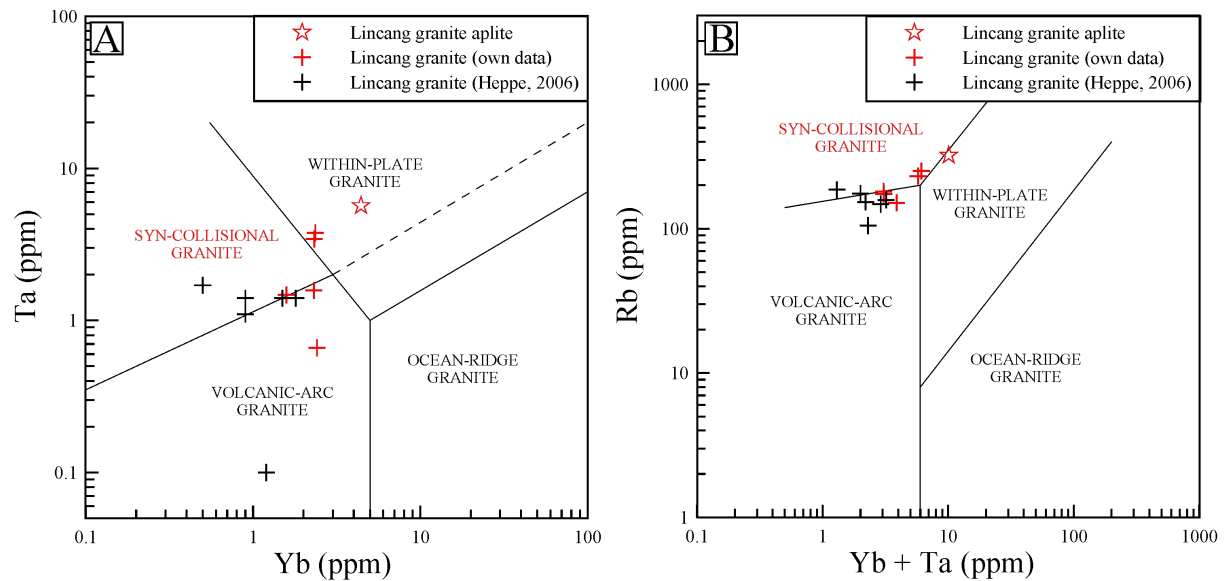 A
Lincang granite aplite
Lincang granite (own data)
Lincang granite (Heppe, 2006)
100
10
1
0.1
Ta (ppm)
WITHIN-PLATE
GRANITE
SYN-COLLISIONAL
GRANITE
OCEAN-RIDGE
GRANITE
VOLCANIC-ARC
GRANITE
0.1
1
10
100
Yb (ppm)
B
Lincang granite aplite
Lincang granite (own data)
Lincang granite (Heppe, 2006)
1000
100
10
1
Rb (ppm)
SYN-COLLISIONAL
GRANITE
WITHIN-PLATE
GRANITE
VOLCANIC-ARC
GRANITE
OCEAN-RIDGE
GRANITE
0.1
1
10
100
1000
Yb + Ta (ppm)